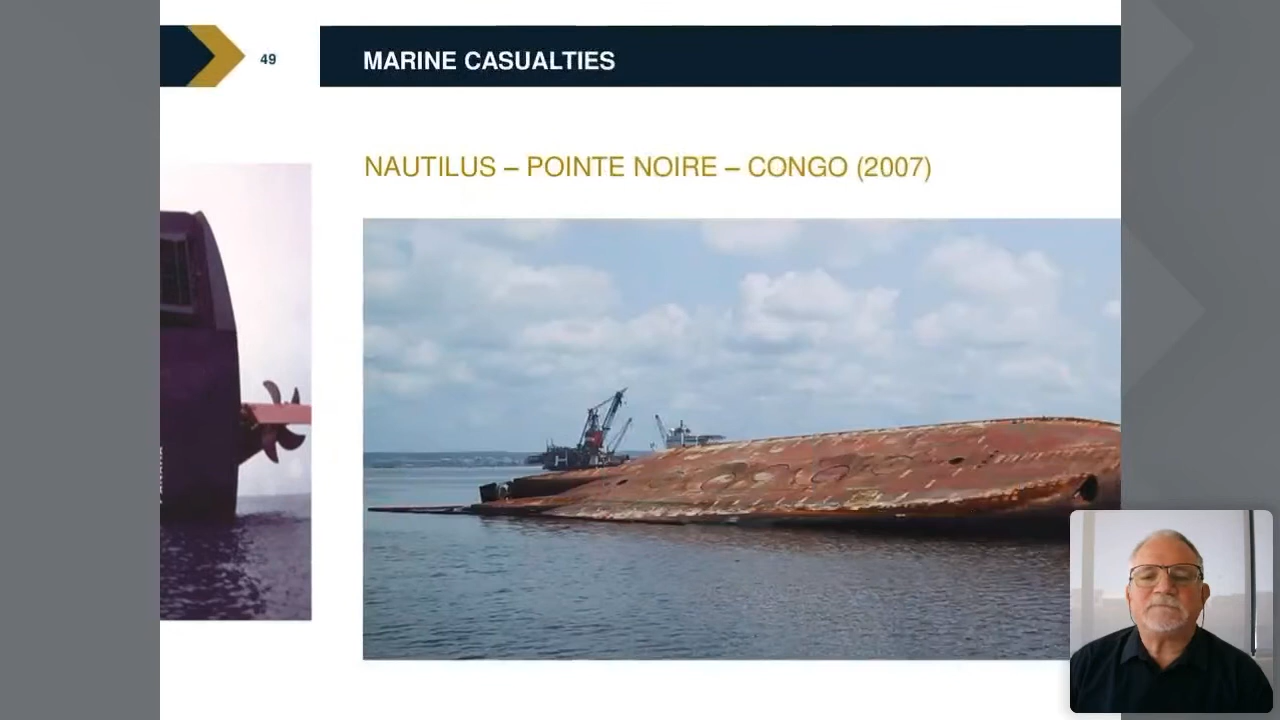 49
MARINE CASUALTIES
NAUTILUS – POINTE NOIRE – CONGO (2007)